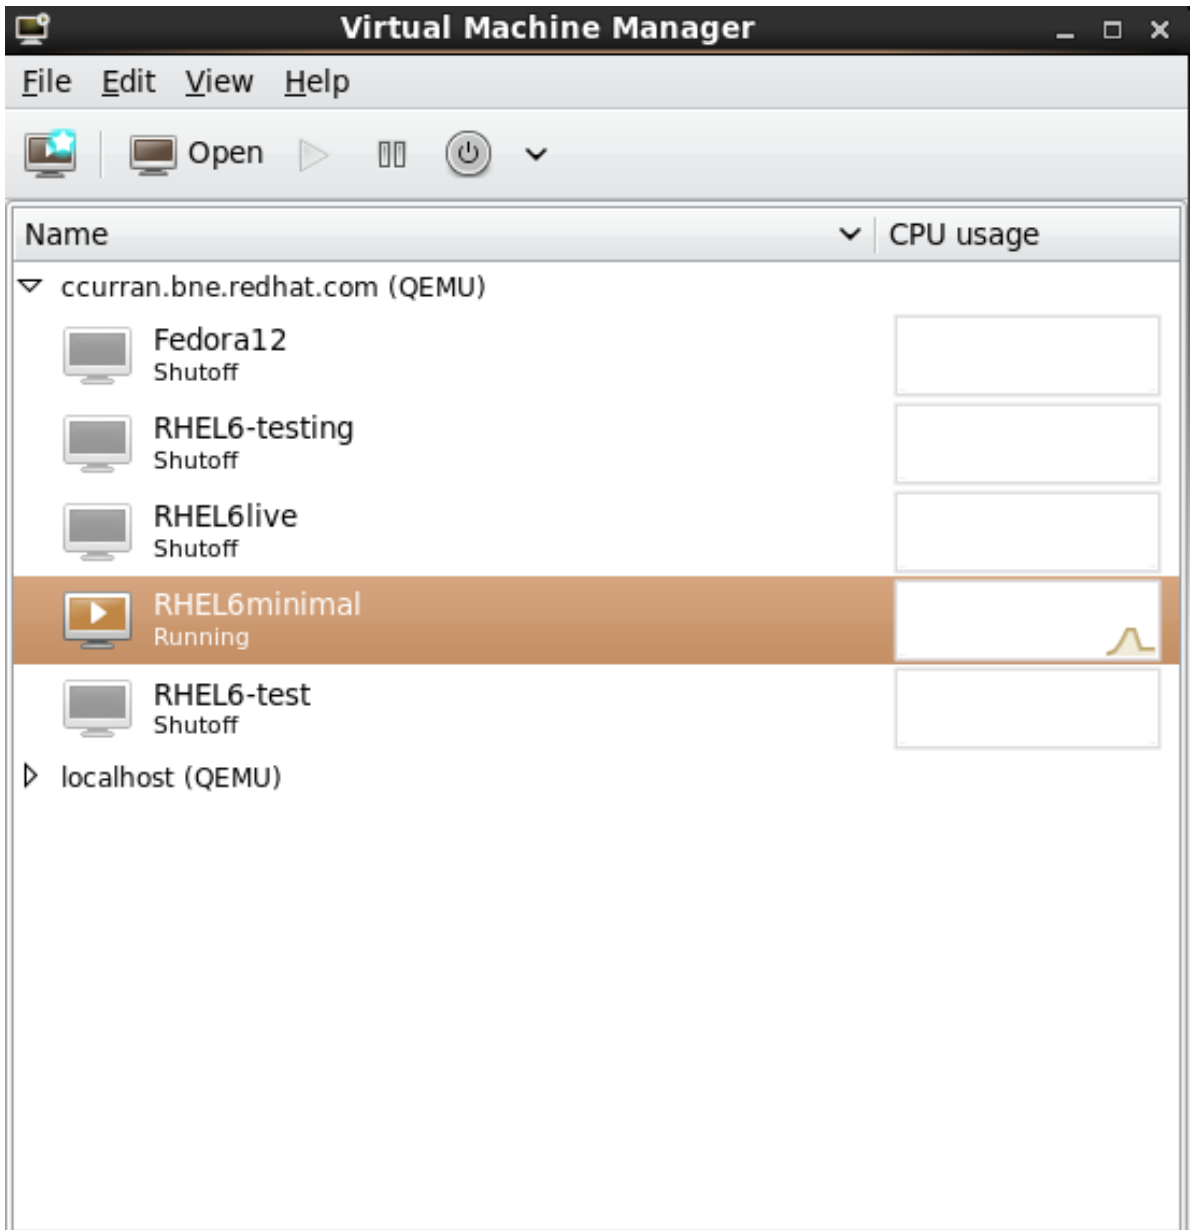 Virtual Machine Manager
File Edit View Help
Open
Name CPU usage
ccurran.bne.redhat.com (QEMU)
Fedora12
Shutoff
RHEL6-testing
Shutoff
RHEL6live
Shutoff
RHEL6minimal
Running
RHEL6-test
Shutoff
localhost (QEMU)